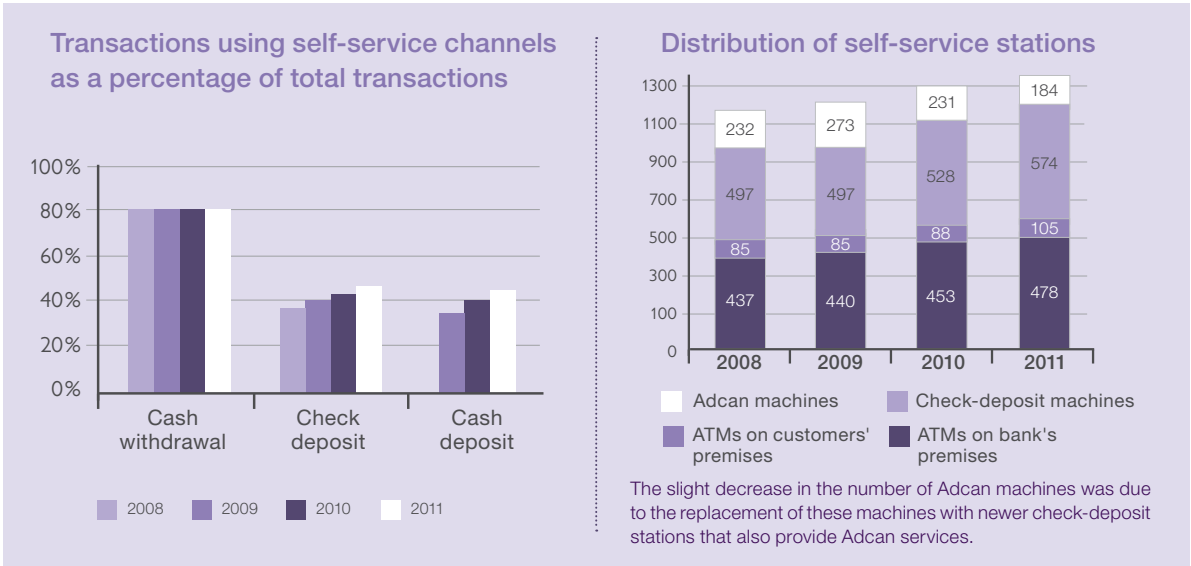 Transactions using self-service channels
as a percentage of total transactions
100%
80%
60%
40%
20%
0%
Cash
withdrawal
Check
deposit
Cash
deposit
2008
2009
2010
2011
Distribution of self-service stations
1300
1100
900
700
500
300
100
0
232
497
85
437
273
497
85
440
231
528
88
453
184
574
105
478
2008
2009
2010
2011
Adcan machines
Check-deposit machines
ATMs on customers'
premises
ATMs on bank's
premises
The slight decrease in the number of Adcan machines was due
to the replacement of these machines with newer check-deposit
stations that also provide Adcan services.